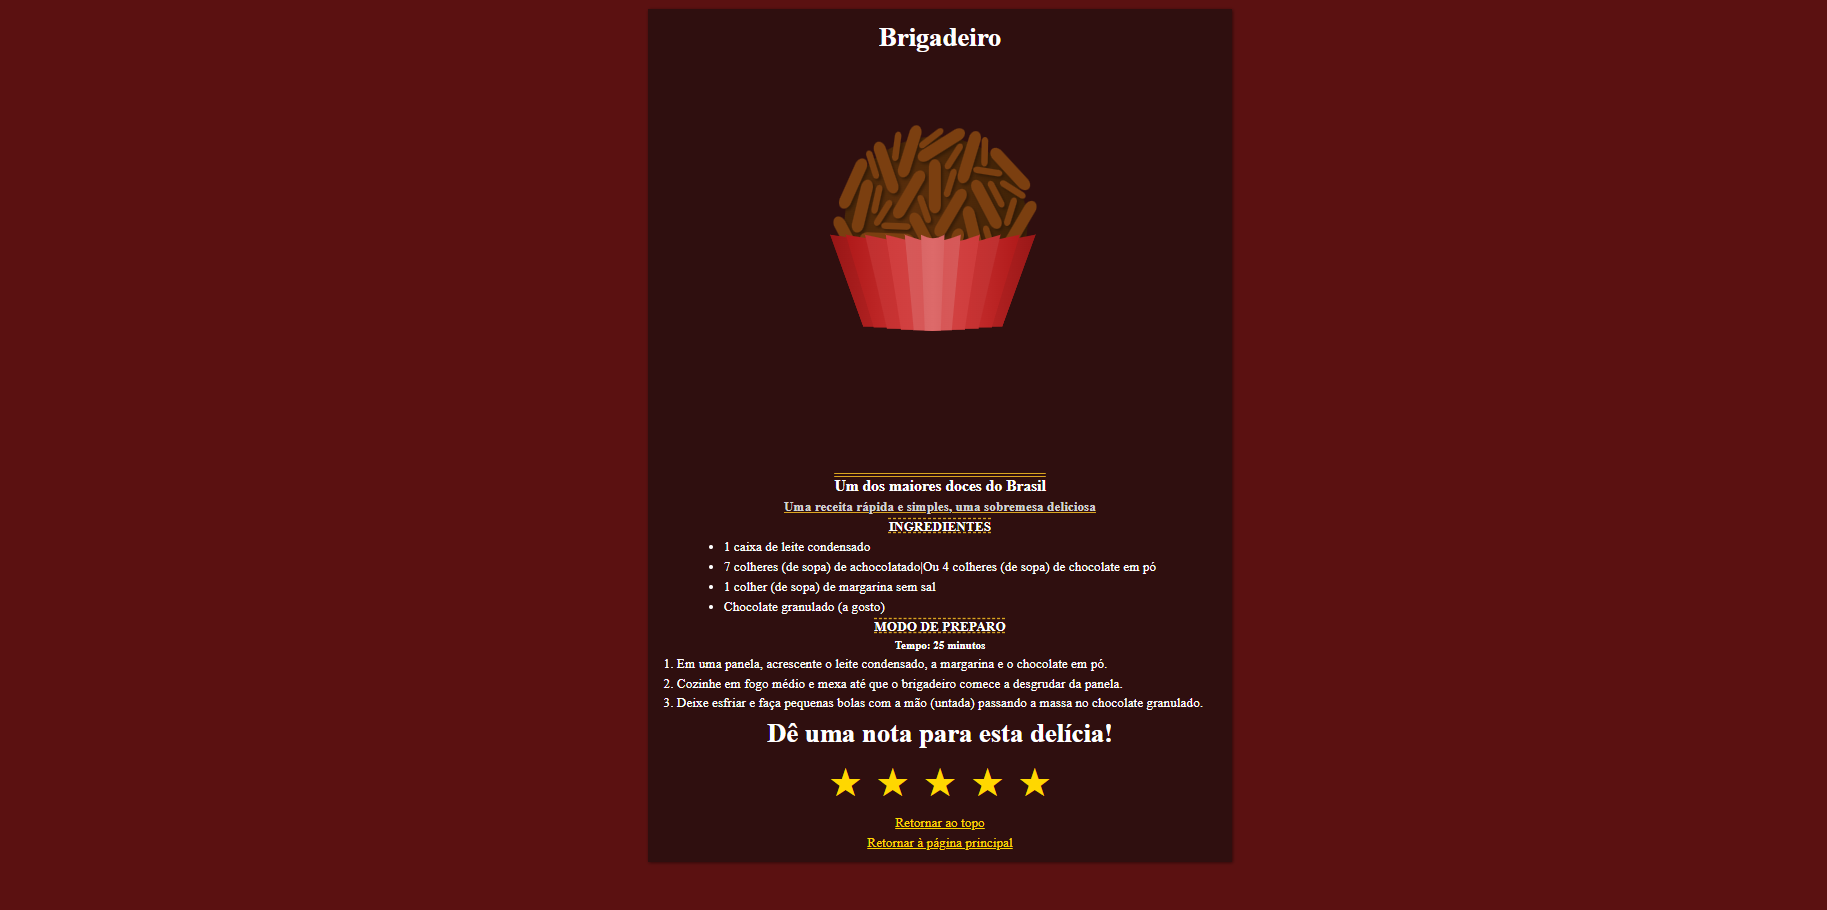 Brigadeiro
Um dos maiores doces do Brasil
Uma receita rápida e simples, uma sobremesa deliciosa
INGREDIENTES
• 1 caixa de leite condensado
• 7 colheres (de sopa) de achocolatado|Ou 4 colheres (de sopa) de chocolate em pó
• 1 colher (de sopa) de margarina sem sal
• Chocolate granulado (a gosto)
MODO DE PREPARO
Tempo: 25 minutos
1. Em uma panela, acrescente o leite condensado, a margarina e o chocolate em pó.
2. Cozinhe em fogo médio e mexa até que o brigadeiro comece a desgrudar da panela.
3. Deixe esfriar e faça pequenas bolas com a mão (untada) passando a massa no chocolate granulado.
Dê uma nota para esta delícia!
★ ★ ★ ★ ★
Retornar ao topo
Retornar à página principal